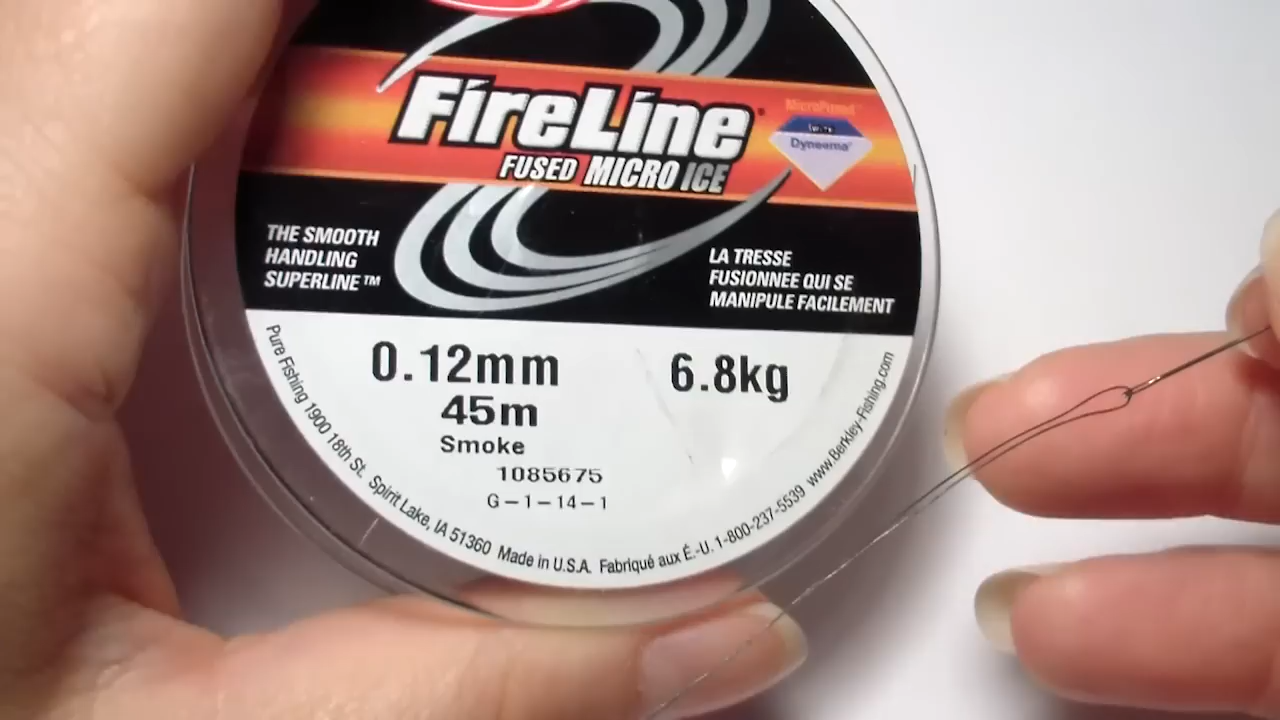 FireLine
FUSED MICRO ICE
MicroFused™
with
Dyneema®
THE SMOOTH
HANDLING
SUPERLINE™
LA TRESSE
FUSIONNEE QUI SE
MANIPULE FACILEMENT
0.12mm
6.8kg
45m
Smoke
1085675
G-1-14-1
Pure Fishing 1900 18th St. Spirit Lake, IA 51360 Made in U.S.A. Fabriqué aux É.-U. 1-800-237-5539 www.Berkley-Fishing.com